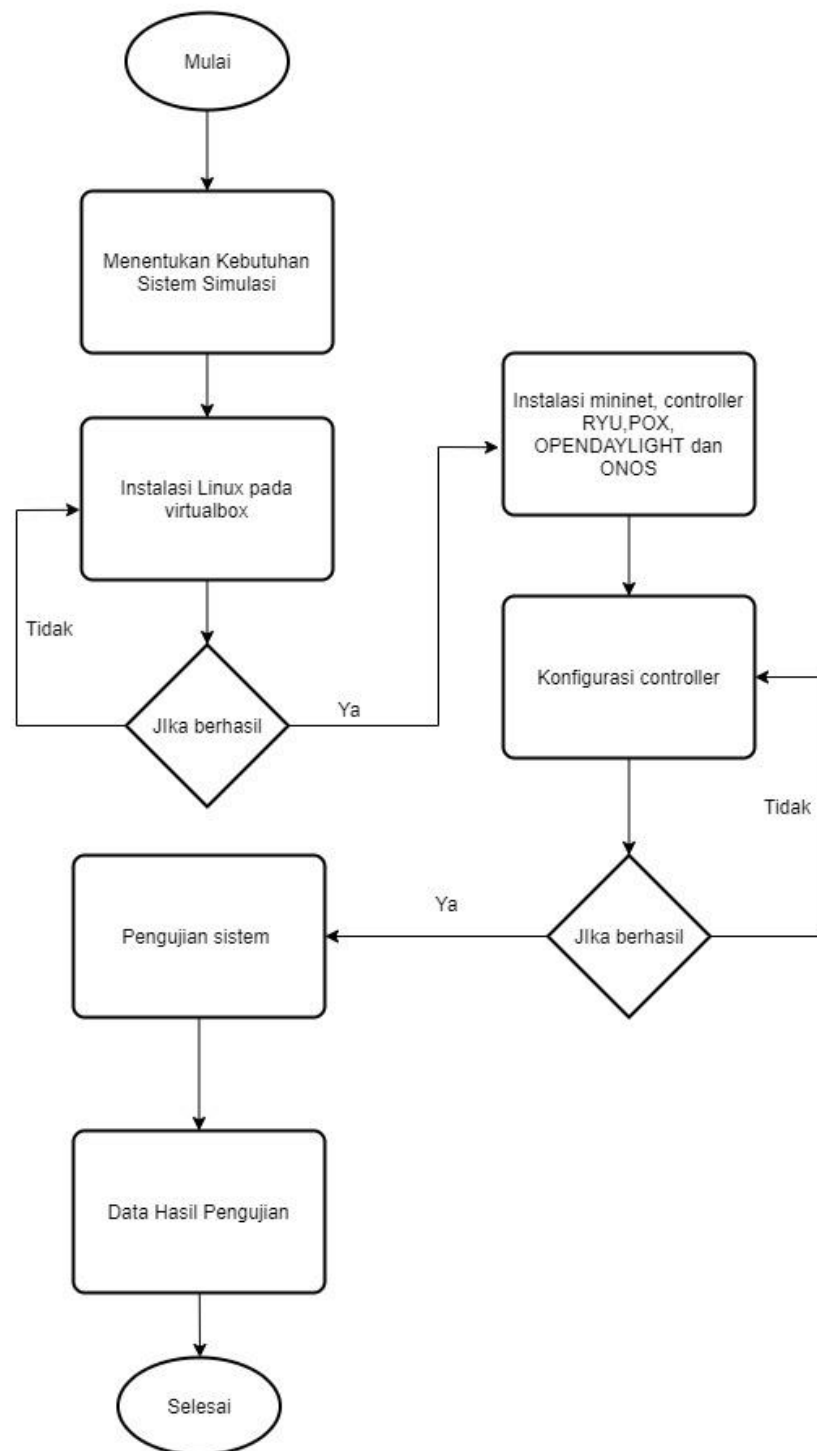 Mulai
Menentukan Kebutuhan
Sistem Simulasi
Instalasi Linux pada
virtualbox
Tidak
JIka berhasil
Ya
Instalasi mininet, controller
RYU,POX,
OPENDAYLIGHT dan
ONOS
Konfigurasi controller
Tidak
JIka berhasil
Ya
Pengujian sistem
Data Hasil Pengujian
Selesai